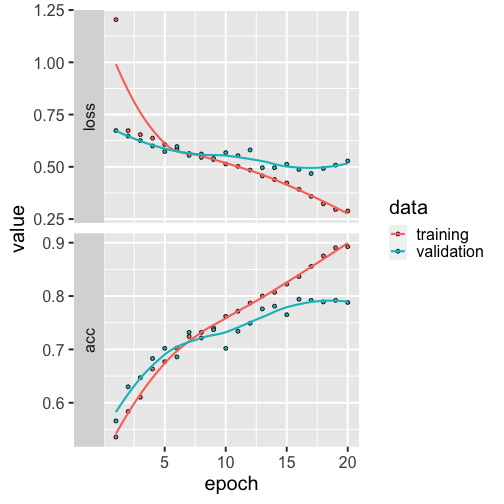 1.25
1.00
0.75
0.50
0.25
loss
value
0.9
0.8
0.7
0.6
acc
5 10 15 20
epoch
data
training
validation